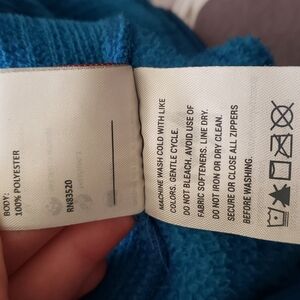 BODY:
100% POLYESTER
RN83520
MACHINE WASH COLD WITH LIKE
COLORS. GENTLE CYCLE.
DO NOT BLEACH. AVOID USE OF
FABRIC SOFTENERS. LINE DRY.
DO NOT IRON OR DRY CLEAN.
SECURE OR CLOSE ALL ZIPPERS
BEFORE WASHING.